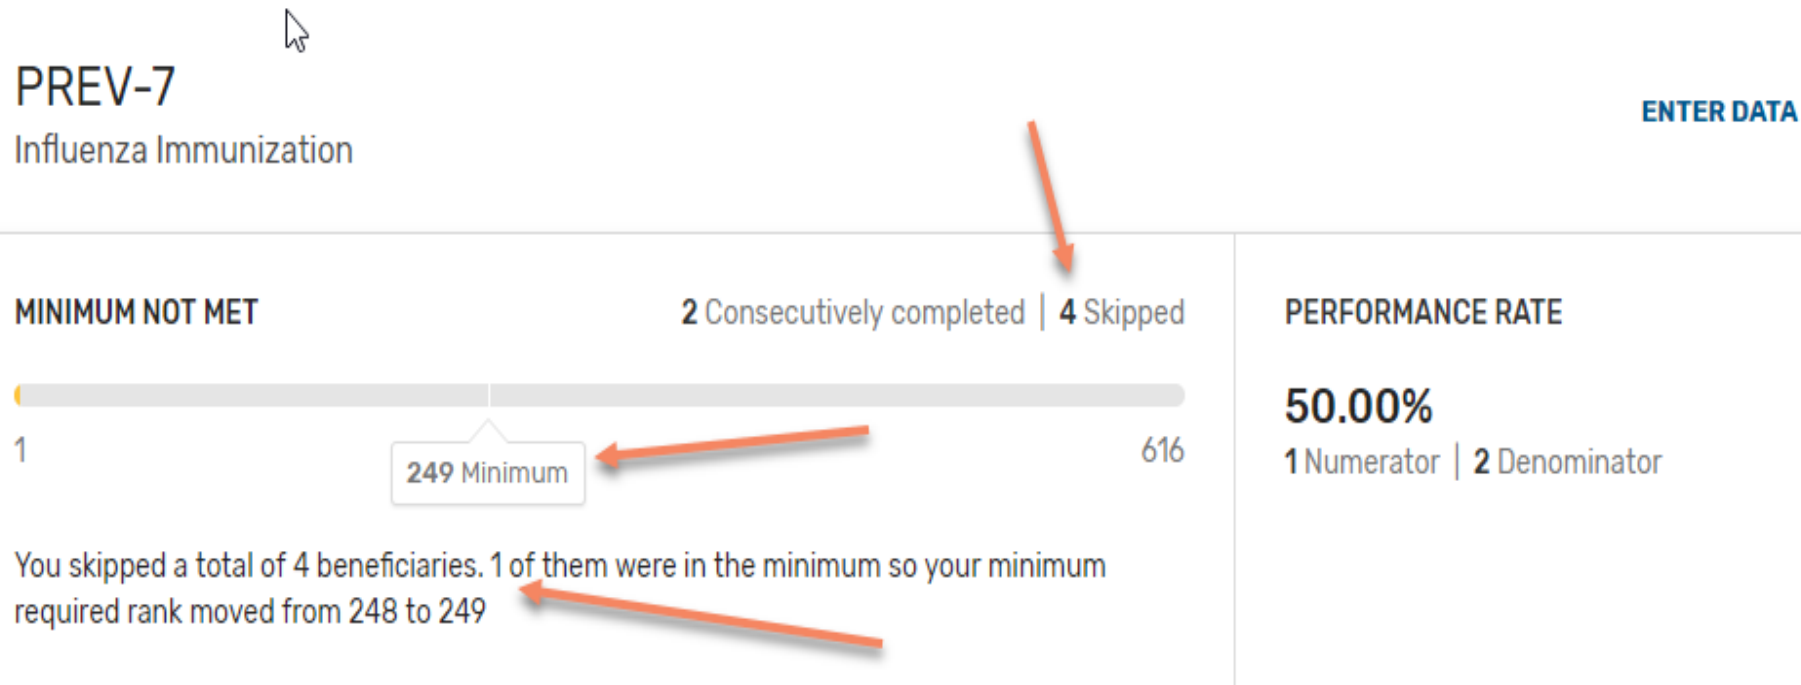 PREV-7
Influenza Immunization
ENTER DATA
MINIMUM NOT MET
2 Consecutively completed | 4 Skipped
1
616
249 Minimum
You skipped a total of 4 beneficiaries. 1 of them were in the minimum so your minimum
required rank moved from 248 to 249
PERFORMANCE RATE
50.00%
1 Numerator | 2 Denominator